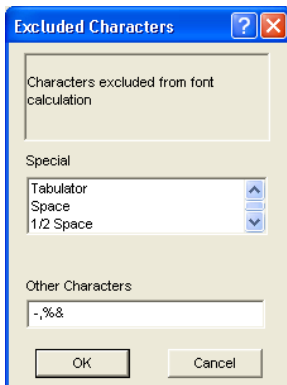 Excluded Characters
Characters excluded from font
calculation
Special
Tabulator
Space
1/2 Space
Other Characters
-,%&
OK
Cancel